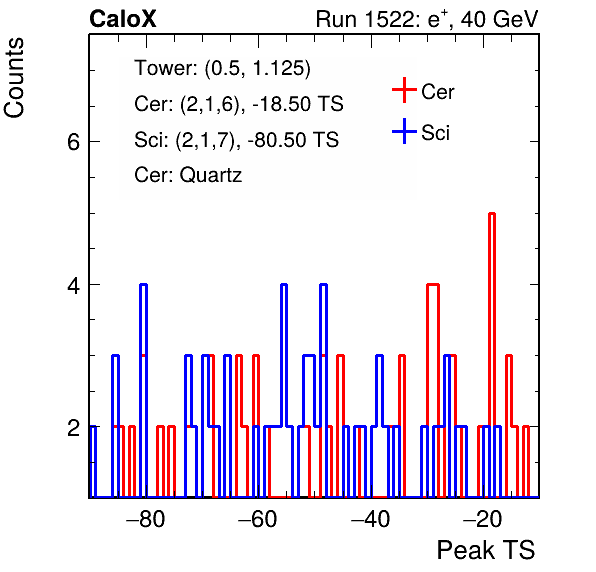 CaloX Run 1522: e⁺, 40 GeV
Counts
Tower: (0.5, 1.125)
Cer: (2,1,6), -18.50 TS
Sci: (2,1,7), -80.50 TS
Cer: Quartz
Cer
Sci
6
4
2
−80 −60 −40 −20
Peak TS